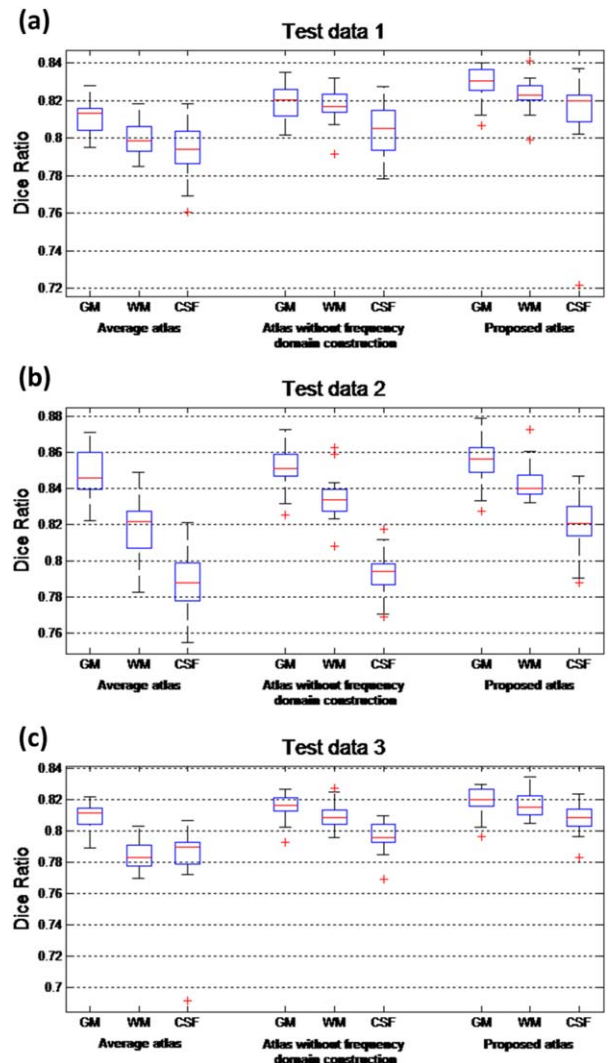 (a)
Test data 1
0.84
0.82
0.8
0.78
0.76
0.74
0.72
Dice Ratio
GM WM CSF GM WM CSF GM WM CSF
Average atlas Atlas without frequency domain construction Proposed atlas
(b)
Test data 2
0.88
0.86
0.84
0.82
0.8
0.78
0.76
Dice Ratio
GM WM CSF GM WM CSF GM WM CSF
Average atlas Atlas without frequency domain construction Proposed atlas
(c)
Test data 3
0.84
0.82
0.8
0.78
0.76
0.74
0.72
0.7
Dice Ratio
GM WM CSF GM WM CSF GM WM CSF
Average atlas Atlas without frequency domain construction Proposed atlas